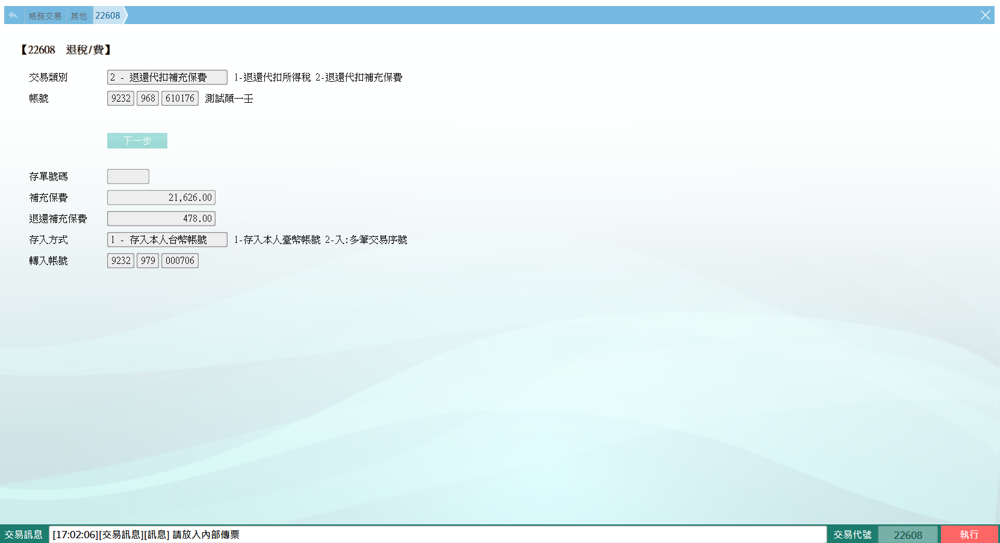 帳務交易 其他 22608
【22608 退稅/費】
交易類別 2 - 退還代扣補充保費 1-退還代扣所得稅 2-退還代扣補充保費
帳號 9232 968 610176 測試顏一壬
下一步
存單號碼
補充保費 21,626.00
退還補充保費 478.00
存入方式 1 - 存入本人台幣帳號 1-存入本人臺幣帳號 2-入:多筆交易序號
轉入帳號 9232 979 000706
交易訊息 [17:02:06][交易訊息][訊息] 請放入內部傳票 交易代號 22608 執行